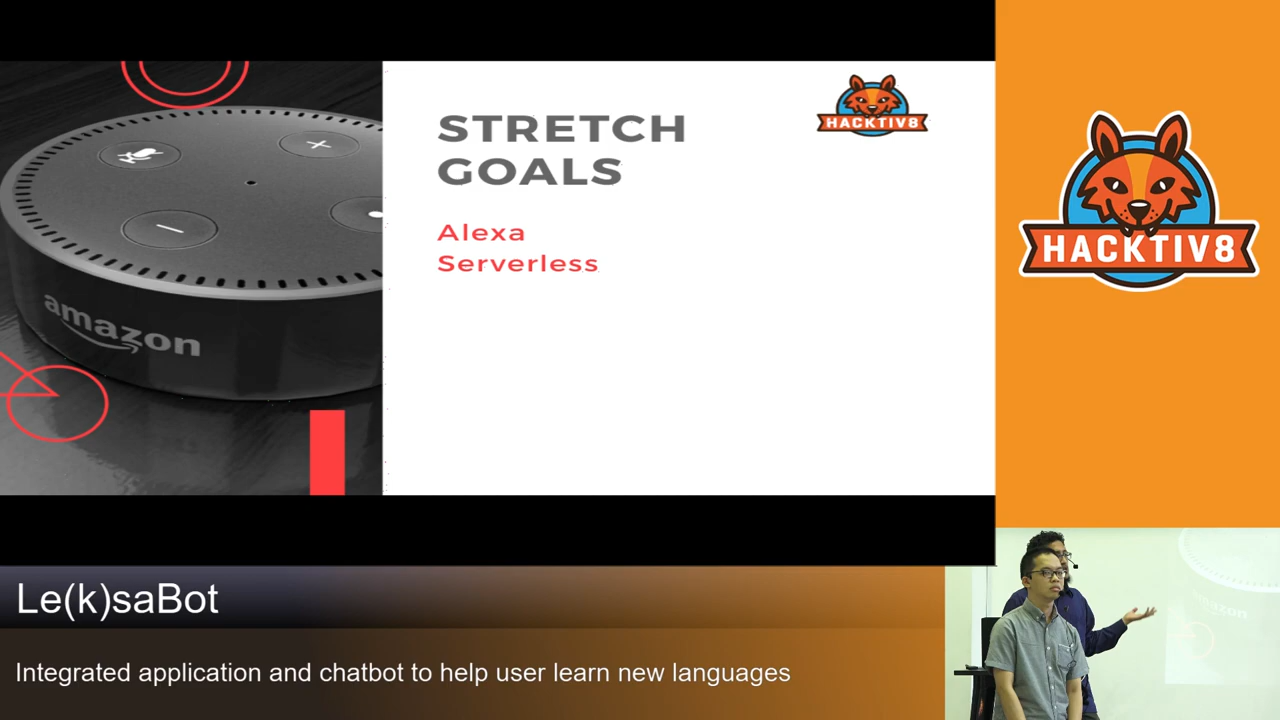 STRETCH
GOALS
HACKTIV8
Alexa
Serverless
amazon
HACKTIV8
Le(k)saBot
Integrated application and chatbot to help user learn new languages
amazon